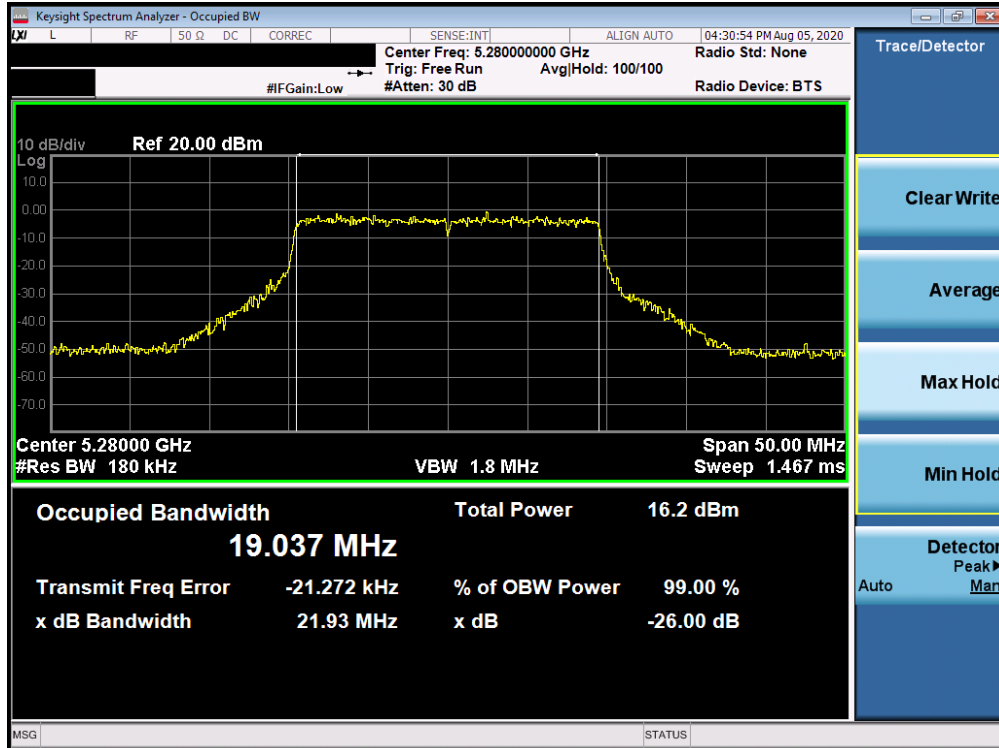 Keysight Spectrum Analyzer - Occupied BW
LXI L RF 50 Ω DC CORREC SENSE:INT ALIGN AUTO 04:30:54 PM Aug 05, 2020
Center Freq: 5.280000000 GHz Radio Std: None
Trig: Free Run Avg|Hold: 100/100
#IFGain:Low #Atten: 30 dB Radio Device: BTS
Trace/Detector
10 dB/div Ref 20.00 dBm
Log
10.0
0.00
-10.0
-20.0
-30.0
-40.0
-50.0
-60.0
-70.0
Center 5.28000 GHz Span 50.00 MHz
#Res BW 180 kHz VBW 1.8 MHz Sweep 1.467 ms
Occupied Bandwidth Total Power 16.2 dBm
19.037 MHz
Transmit Freq Error -21.272 kHz % of OBW Power 99.00 %
x dB Bandwidth 21.93 MHz x dB -26.00 dB
Clear Write
Average
Max Hold
Min Hold
Detector
Peak▶
Auto Man
MSG STATUS